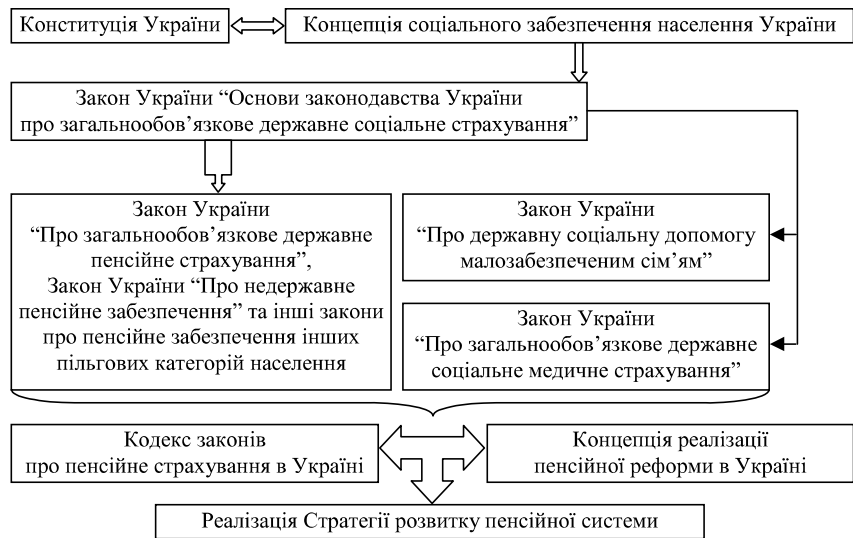 Конституція України
Концепція соціального забезпечення населення України
Закон України “Основи законодавства України
про загальнообов’язкове державне соціальне страхування”
Закон України
“Про загальнообов’язкове державне
пенсійне страхування”,
Закон України “Про недержавне
пенсійне забезпечення” та інші закони
про пенсійне забезпечення інших
пільгових категорій населення
Закон України
“Про державну соціальну допомогу
малозабезпеченим сім’ям”
Закон України
“Про загальнообов’язкове державне
соціальне медичне страхування”
Кодекс законів
про пенсійне страхування в Україні
Концепція реалізації
пенсійної реформи в Україні
Реалізація Стратегії розвитку пенсійної системи